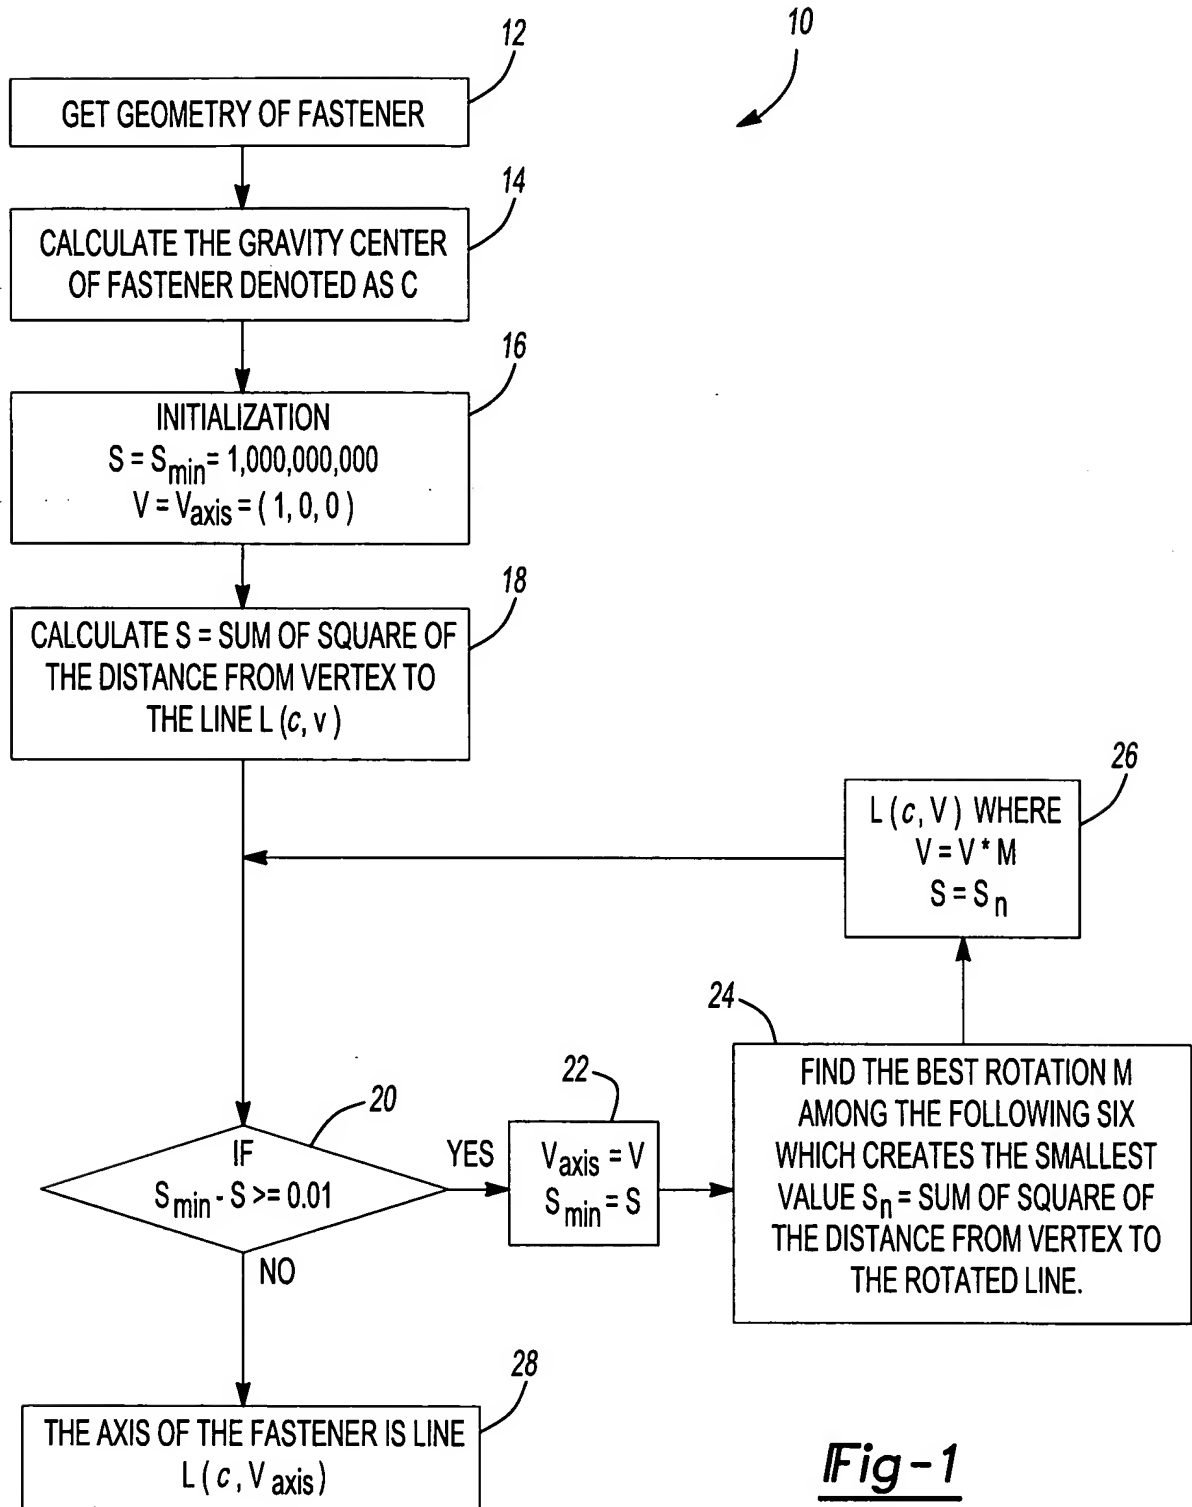 10
12
GET GEOMETRY OF FASTENER
14
CALCULATE THE GRAVITY CENTER
OF FASTENER DENOTED AS C
16
INITIALIZATION
S = Smin= 1,000,000,000
V = Vaxis = ( 1, 0, 0 )
18
CALCULATE S = SUM OF SQUARE OF
THE DISTANCE FROM VERTEX TO
THE LINE L (c, v )
26
L ( c, V ) WHERE
V = V * M
S = Sn
20
IF
Smin - S >= 0.01
YES
NO
22
Vaxis = V
Smin = S
24
FIND THE BEST ROTATION M
AMONG THE FOLLOWING SIX
WHICH CREATES THE SMALLEST
VALUE Sn = SUM OF SQUARE OF
THE DISTANCE FROM VERTEX TO
THE ROTATED LINE.
28
THE AXIS OF THE FASTENER IS LINE
L ( c, Vaxis )
Fig-1